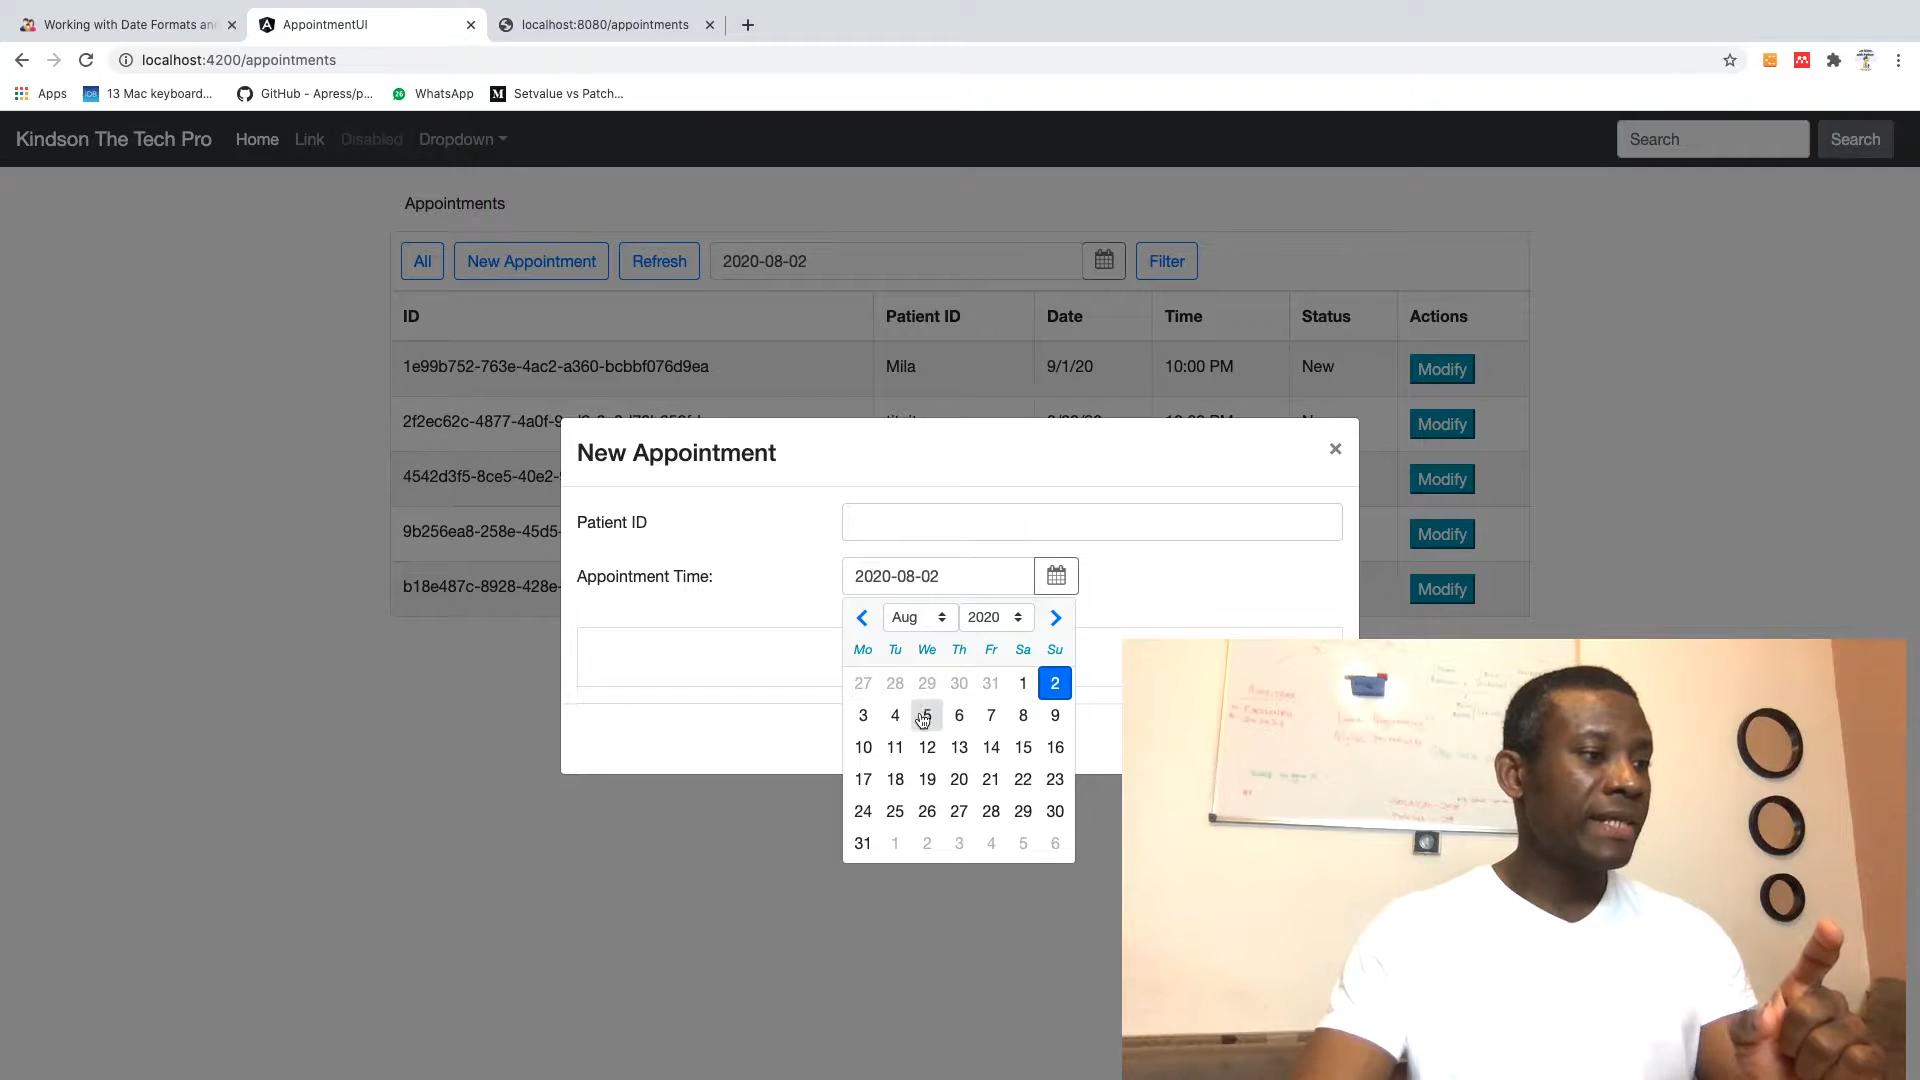 Working with Date Formats an
AppointmentUI
localhost:8080/appointments
localhost:4200/appointments
Apps
13 Mac keyboard...
GitHub - Apress/p...
WhatsApp
Setvalue vs Patch...
Kindson The Tech Pro
Home
Link
Disabled
Dropdown
Search
Search
Appointments
All
New Appointment
Refresh
2020-08-02
Filter
ID Patient ID Date Time Status Actions
1e99b752-763e-4ac2-a360-bcbbf076d9ea Mila 9/1/20 10:00 PM New Modify
2f2ec62c-4877-4a0f-9 Modify
4542d3f5-8ce5-40e2- Modify
9b256ea8-258e-45d5- Modify
b18e487c-8928-428e- Modify
New Appointment
×
Patient ID
Appointment Time:
2020-08-02
Aug 2020
Mo Tu We Th Fr Sa Su
27 28 29 30 31 1 2
3 4 5 6 7 8 9
10 11 12 13 14 15 16
17 18 19 20 21 22 23
24 25 26 27 28 29 30
31 1 2 3 4 5 6